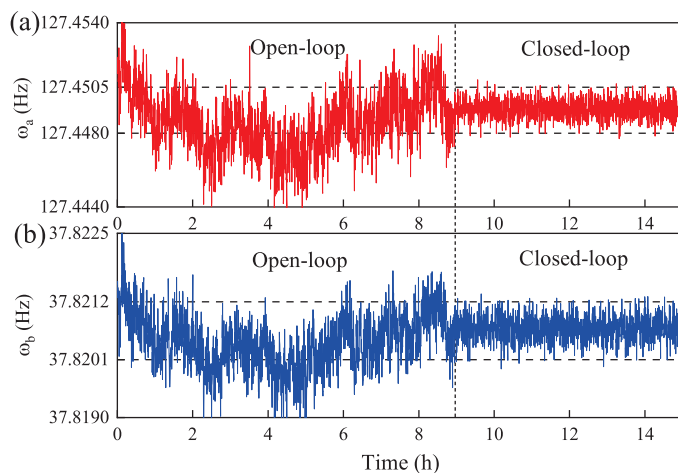 (a)
127.4540
127.4505
127.4480
127.4440
ωa (Hz)
Open-loop
Closed-loop
0 2 4 6 8 10 12 14
(b)
37.8225
37.8212
37.8201
37.8190
ωb (Hz)
Open-loop
Closed-loop
0 2 4 6 8 10 12 14
Time (h)